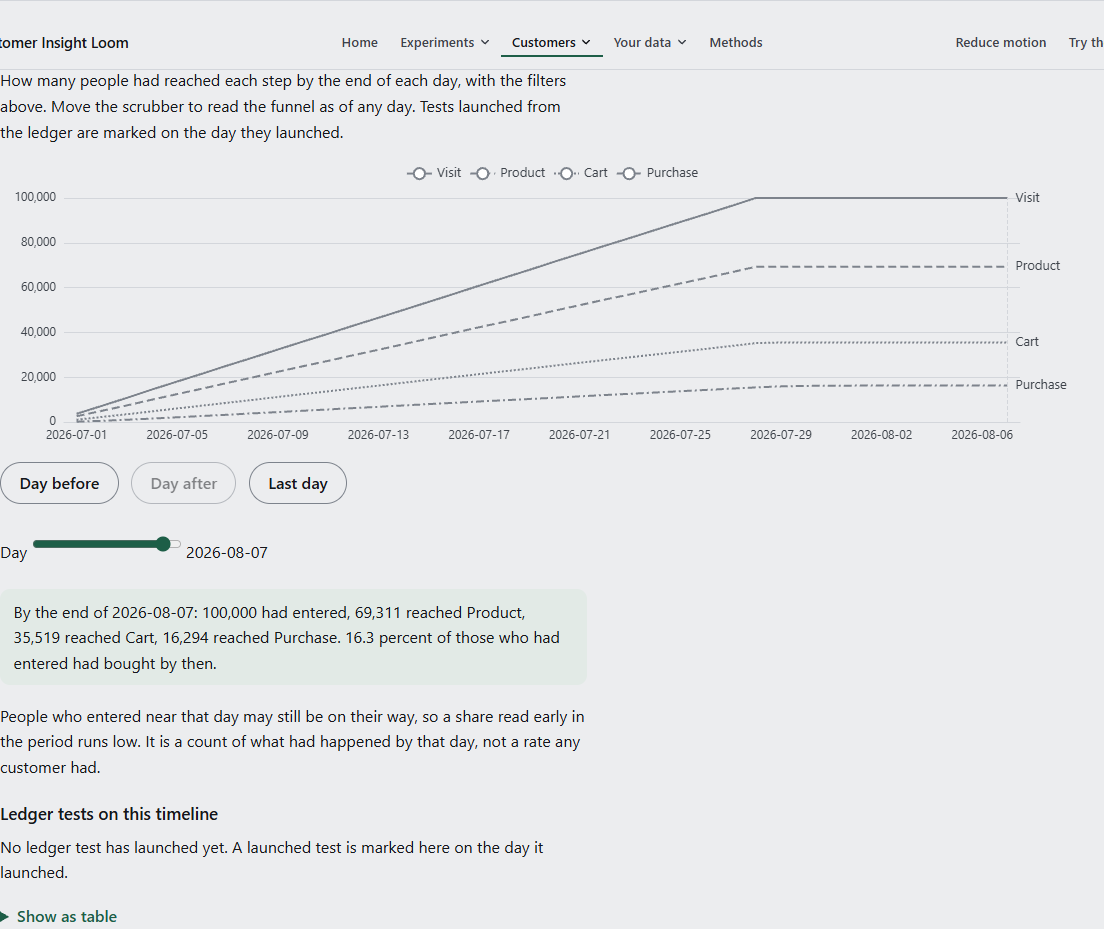 tomer Insight Loom
Home Experiments Customers Your data Methods Reduce motion Try th
How many people had reached each step by the end of each day, with the filters
above. Move the scrubber to read the funnel as of any day. Tests launched from
the ledger are marked on the day they launched.
Visit Product Cart Purchase
100,000
80,000
60,000
40,000
20,000
0
Visit
Product
Cart
Purchase
2026-07-01 2026-07-05 2026-07-09 2026-07-13 2026-07-17 2026-07-21 2026-07-25 2026-07-29 2026-08-02 2026-08-06
Day before Day after Last day
Day 2026-08-07
By the end of 2026-08-07: 100,000 had entered, 69,311 reached Product,
35,519 reached Cart, 16,294 reached Purchase. 16.3 percent of those who had
entered had bought by then.
People who entered near that day may still be on their way, so a share read early in
the period runs low. It is a count of what had happened by that day, not a rate any
customer had.
Ledger tests on this timeline
No ledger test has launched yet. A launched test is marked here on the day it
launched.
Show as table